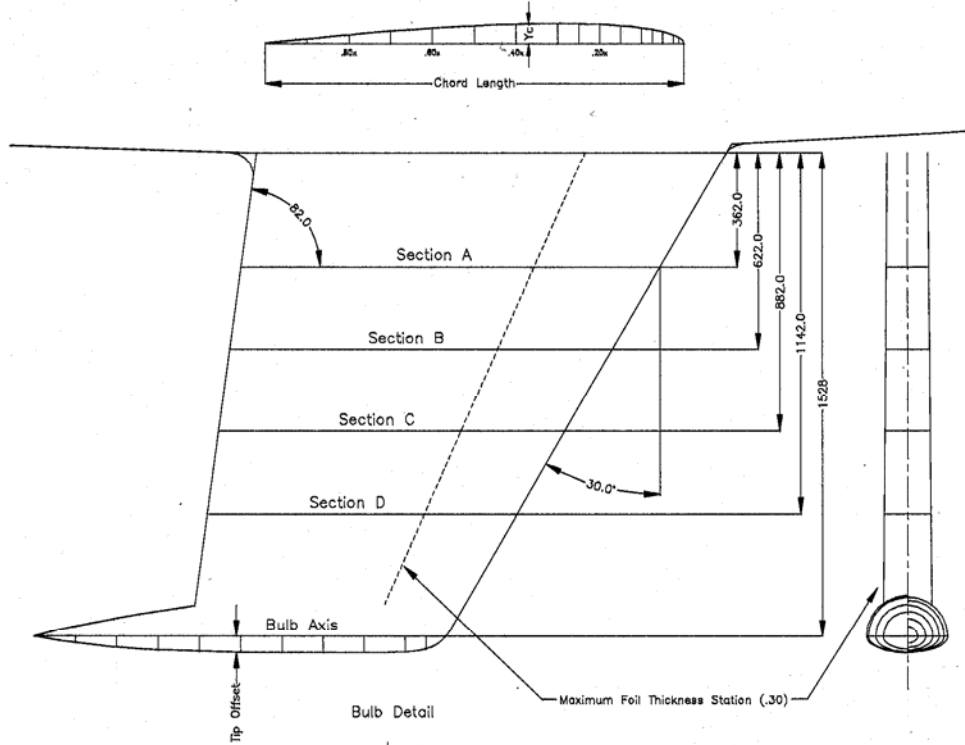 Yc
.80x .60x .40x .20x
Chord Length
82.0
362.0
622.0
882.0
1142.0
1528
Section A
Section B
Section C
30.0°
Section D
Bulb Axis
Tip Offset
Maximum Foil Thickness Station (.30)
Bulb Detail